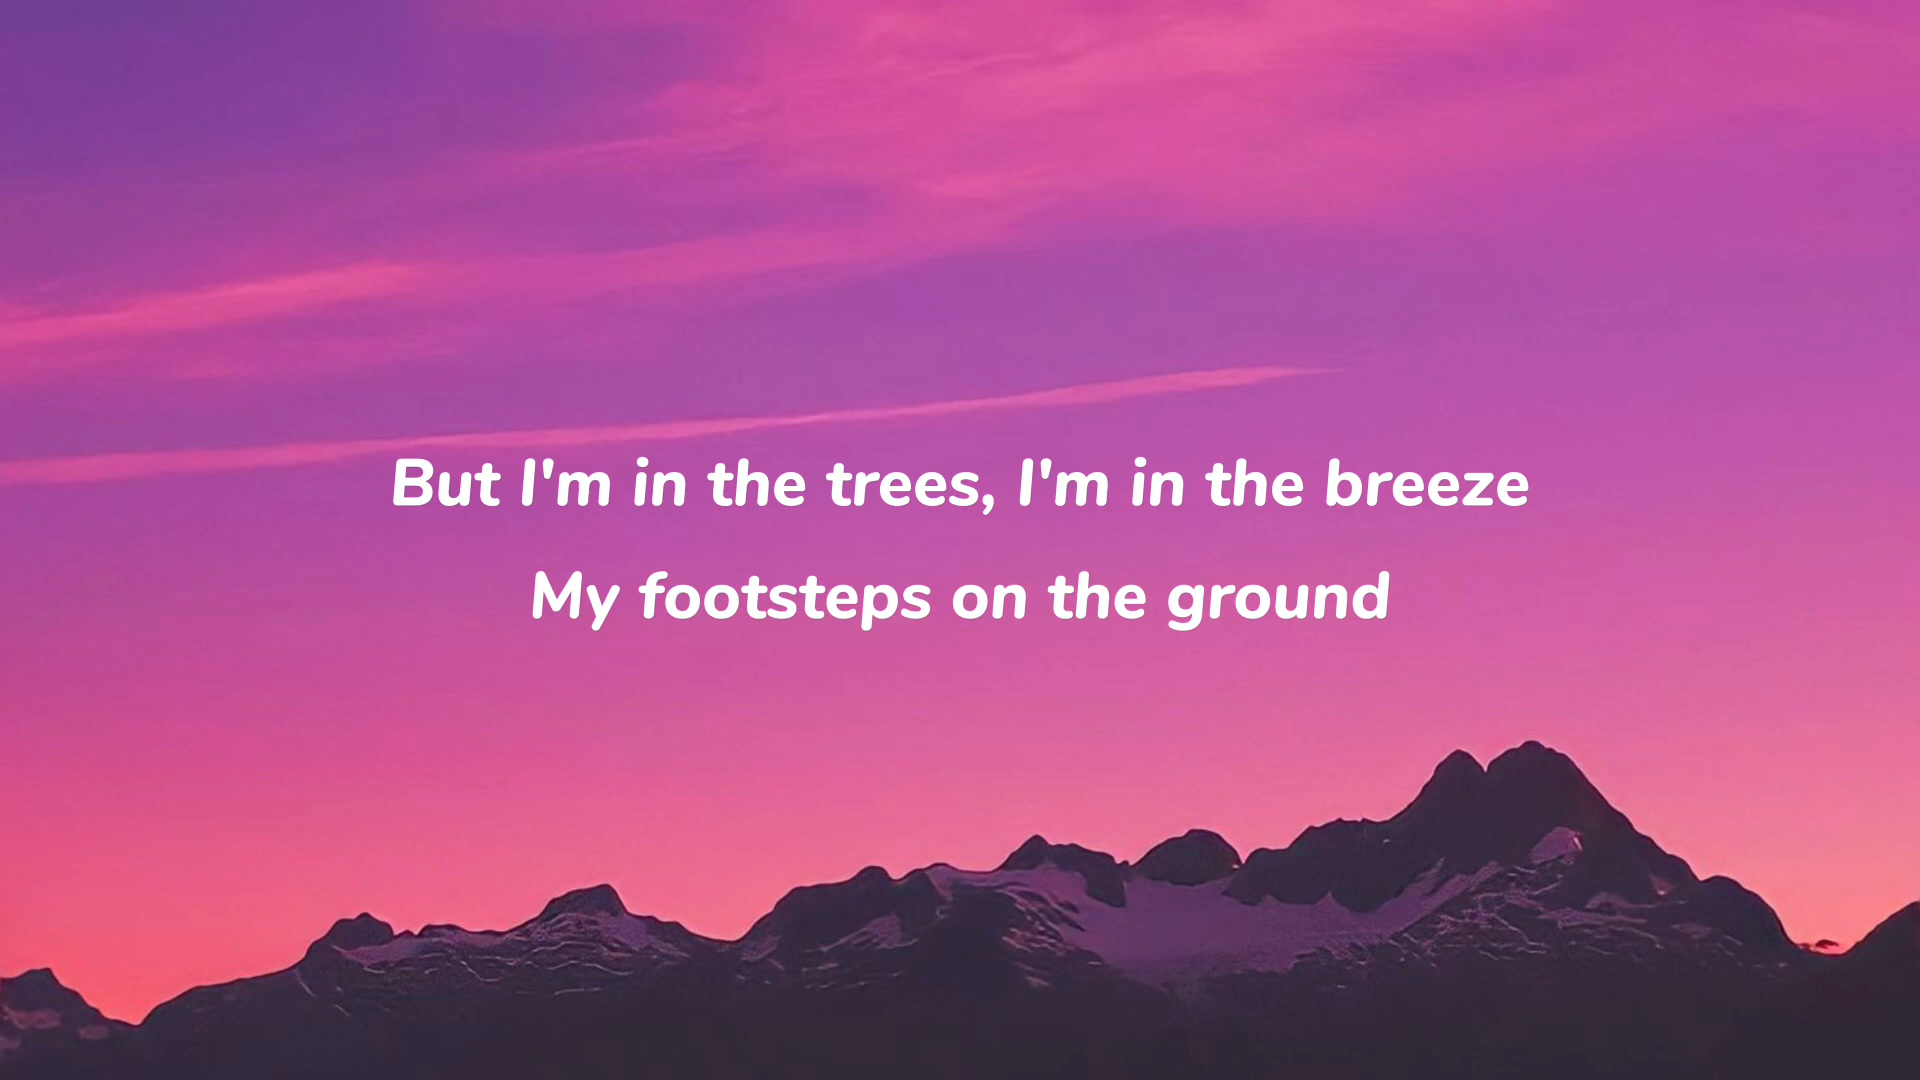 But I'm in the trees, I'm in the breeze
My footsteps on the ground